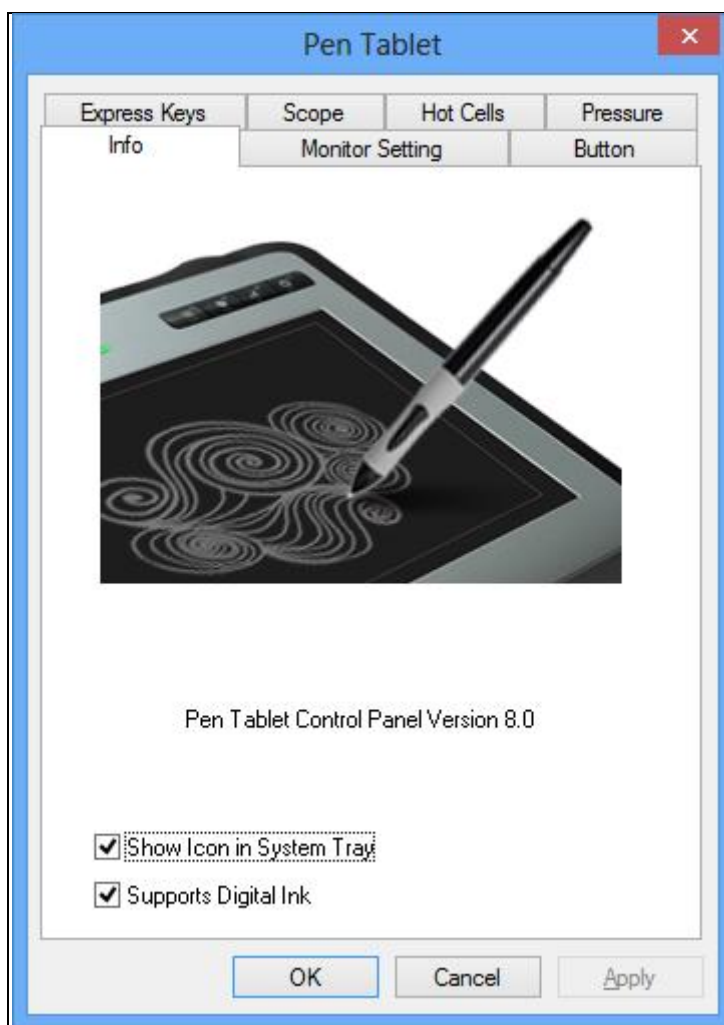 Pen Tablet
Express Keys Scope Hot Cells Pressure
Info Monitor Setting Button
Pen Tablet Control Panel Version 8.0
Show Icon in System Tray
Supports Digital Ink
OK Cancel Apply